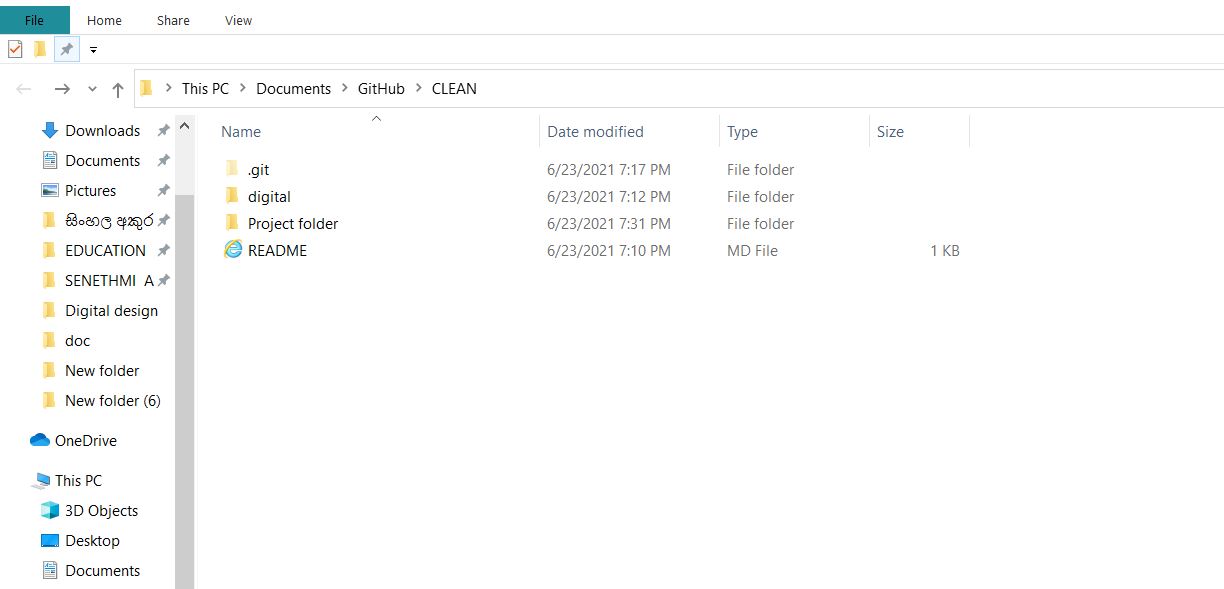 File Home Share View
This PC Documents GitHub CLEAN
Name Date modified Type Size
.git 6/23/2021 7:17 PM File folder
digital 6/23/2021 7:12 PM File folder
Project folder 6/23/2021 7:31 PM File folder
README 6/23/2021 7:10 PM MD File 1 KB
Downloads
Documents
Pictures
සිංහල අකුර
EDUCATION
SENETHMI A
Digital design
doc
New folder
New folder (6)
OneDrive
This PC
3D Objects
Desktop
Documents